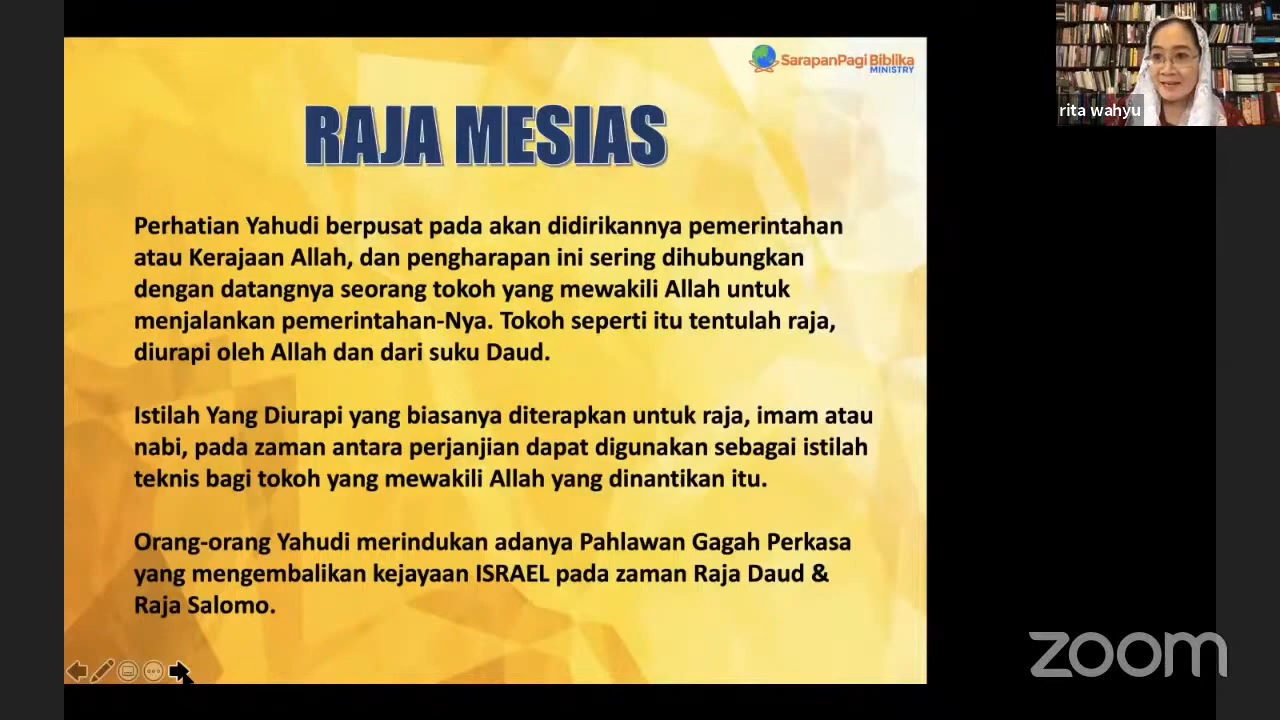 SarapanPagi Biblika
MINISTRY
rita wahyu
RAJA MESIAS
Perhatian Yahudi berpusat pada akan didirikannya pemerintahan
atau Kerajaan Allah, dan pengharapan ini sering dihubungkan
dengan datangnya seorang tokoh yang mewakili Allah untuk
menjalankan pemerintahan-Nya. Tokoh seperti itu tentulah raja,
diurapi oleh Allah dan dari suku Daud.
Istilah Yang Diurapi yang biasanya diterapkan untuk raja, imam atau
nabi, pada zaman antara perjanjian dapat digunakan sebagai istilah
teknis bagi tokoh yang mewakili Allah yang dinantikan itu.
Orang-orang Yahudi merindukan adanya Pahlawan Gagah Perkasa
yang mengembalikan kejayaan ISRAEL pada zaman Raja Daud &
Raja Salomo.
zoom